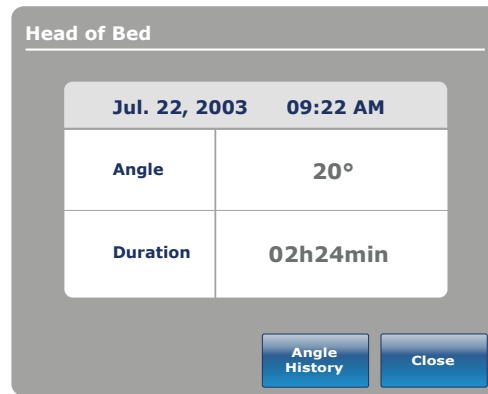 Head of Bed
Jul. 22, 2003 09:22 AM
Angle 20°
Duration 02h24min
Angle
History
Close